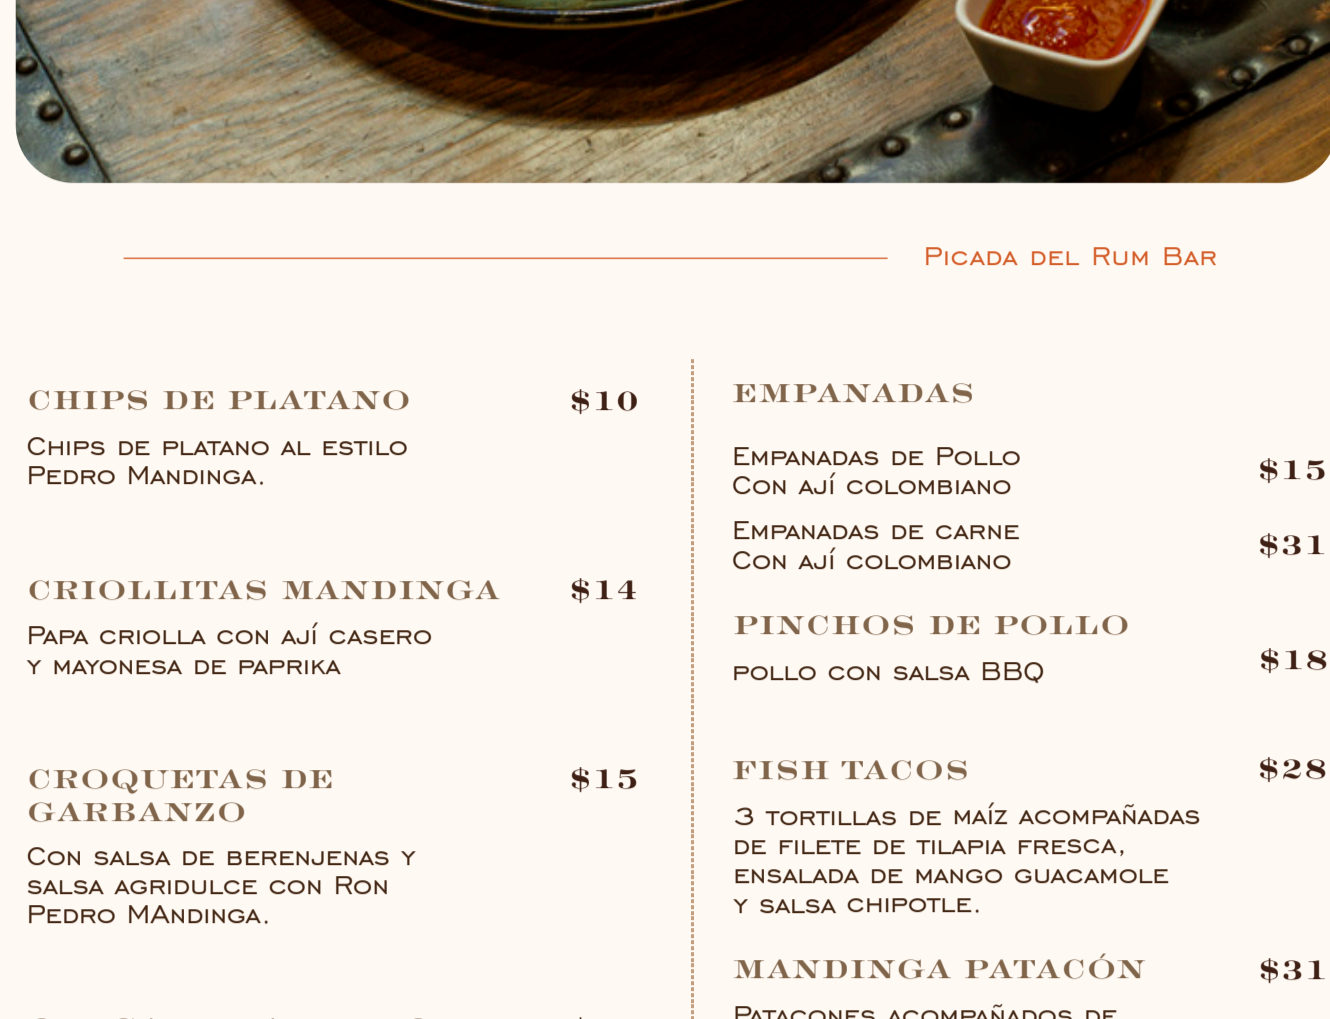 Picada del Rum Bar
CHIPS DE PLATANO $10
Chips de platano al estilo
Pedro Mandinga.
CRIOLLITAS MANDINGA $14
Papa criolla con ají casero
y mayonesa de paprika
CROQUETAS DE $15
GARBANZO
Con salsa de berenjenas y
salsa agridulce con Ron
Pedro MAndinga.
EMPANADAS
Empanadas de Pollo
Con ají colombiano $15
Empanadas de carne
Con ají colombiano $31
PINCHOS DE POLLO
pollo con salsa BBQ $18
FISH TACOS $28
3 tortillas de maíz acompañadas
de filete de tilapia fresca,
ensalada de mango guacamole
y salsa chipotle.
MANDINGA PATACÓN $31
Patacones acompañados de